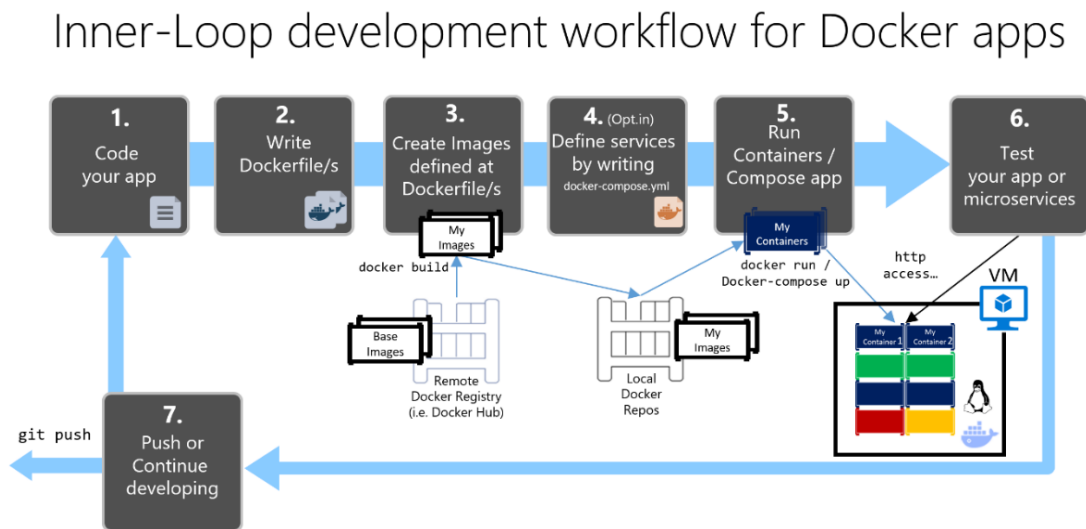 Inner-Loop development workflow for Docker apps
1.
Code
your app
2.
Write
Dockerfile/s
3.
Create Images
defined at
Dockerfile/s
My
Images
4. (Opt.in)
Define services
by writing
docker-compose.yml
5.
Run
Containers /
Compose app
My
Containers
6.
Test
your app or
microservices
docker build
docker run /
Docker-compose up
http
access…
VM
Base
Images
Remote
Docker Registry
(i.e. Docker Hub)
My
Images
Local
Docker
Repos
My
Container 1
My
Container 2
7.
Push or
Continue
developing
git push